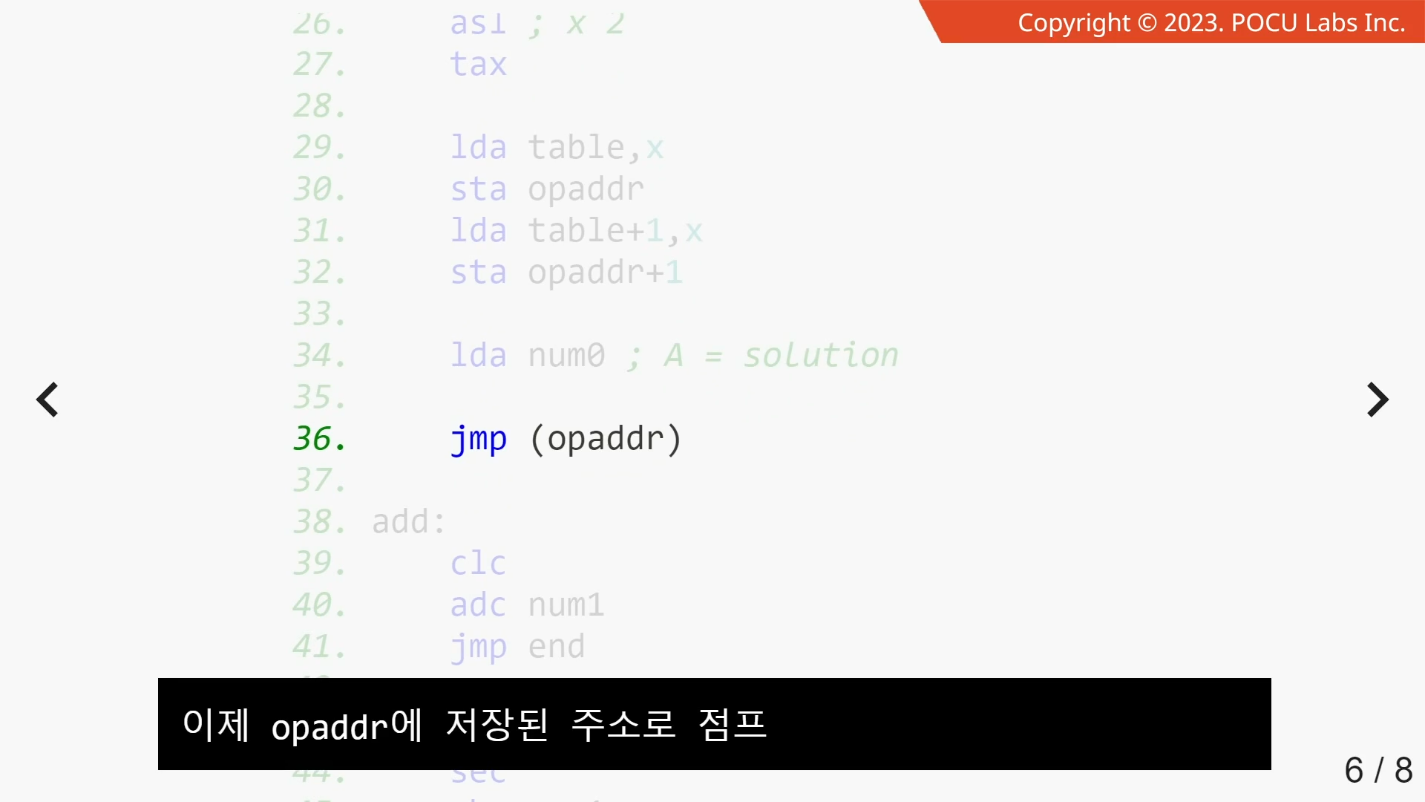 Copyright © 2023. POCU Labs Inc.
26. asl ; x 2
27. tax
28.
29. lda table,x
30. sta opaddr
31. lda table+1,x
32. sta opaddr+1
33.
34. lda num0 ; A = solution
35.
36. jmp (opaddr)
37.
38. add:
39. clc
40. adc num1
41. jmp end
이제 opaddr에 저장된 주소로 점프
44. sec
6 / 8